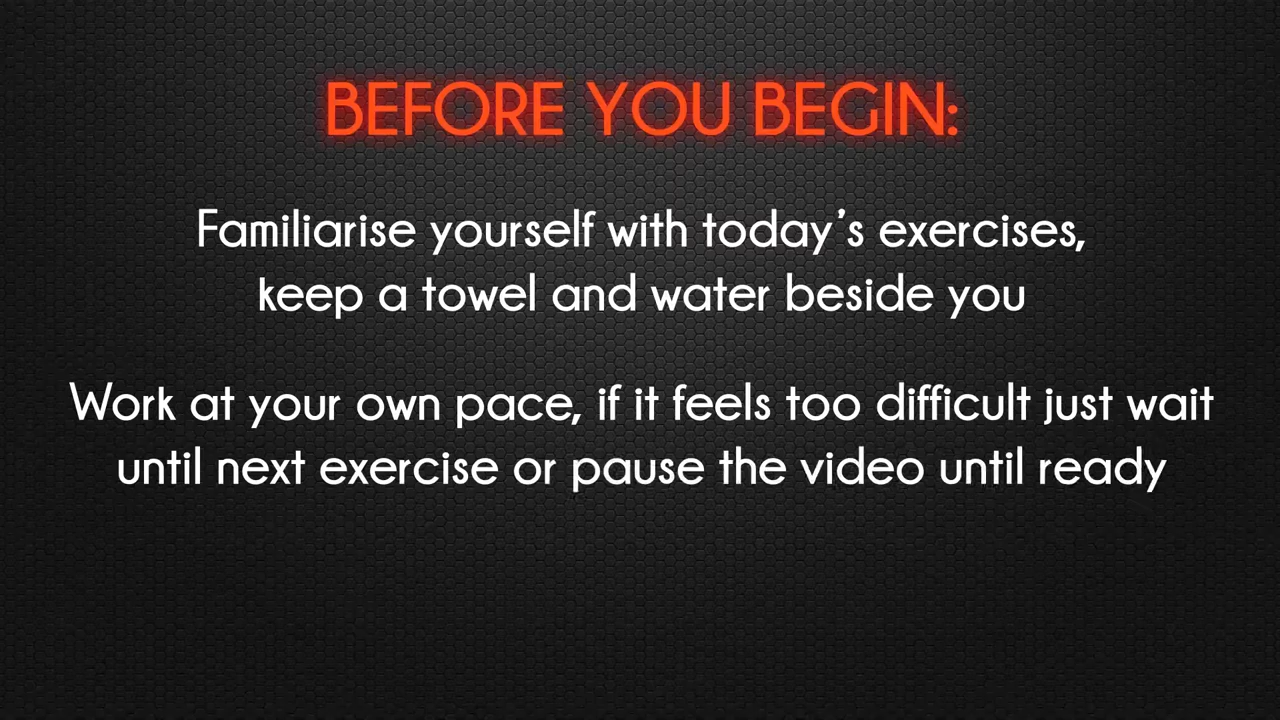 BEFORE YOU BEGIN:
Familiarise yourself with today's exercises,
keep a towel and water beside you
Work at your own pace, if it feels too difficult just wait
until next exercise or pause the video until ready